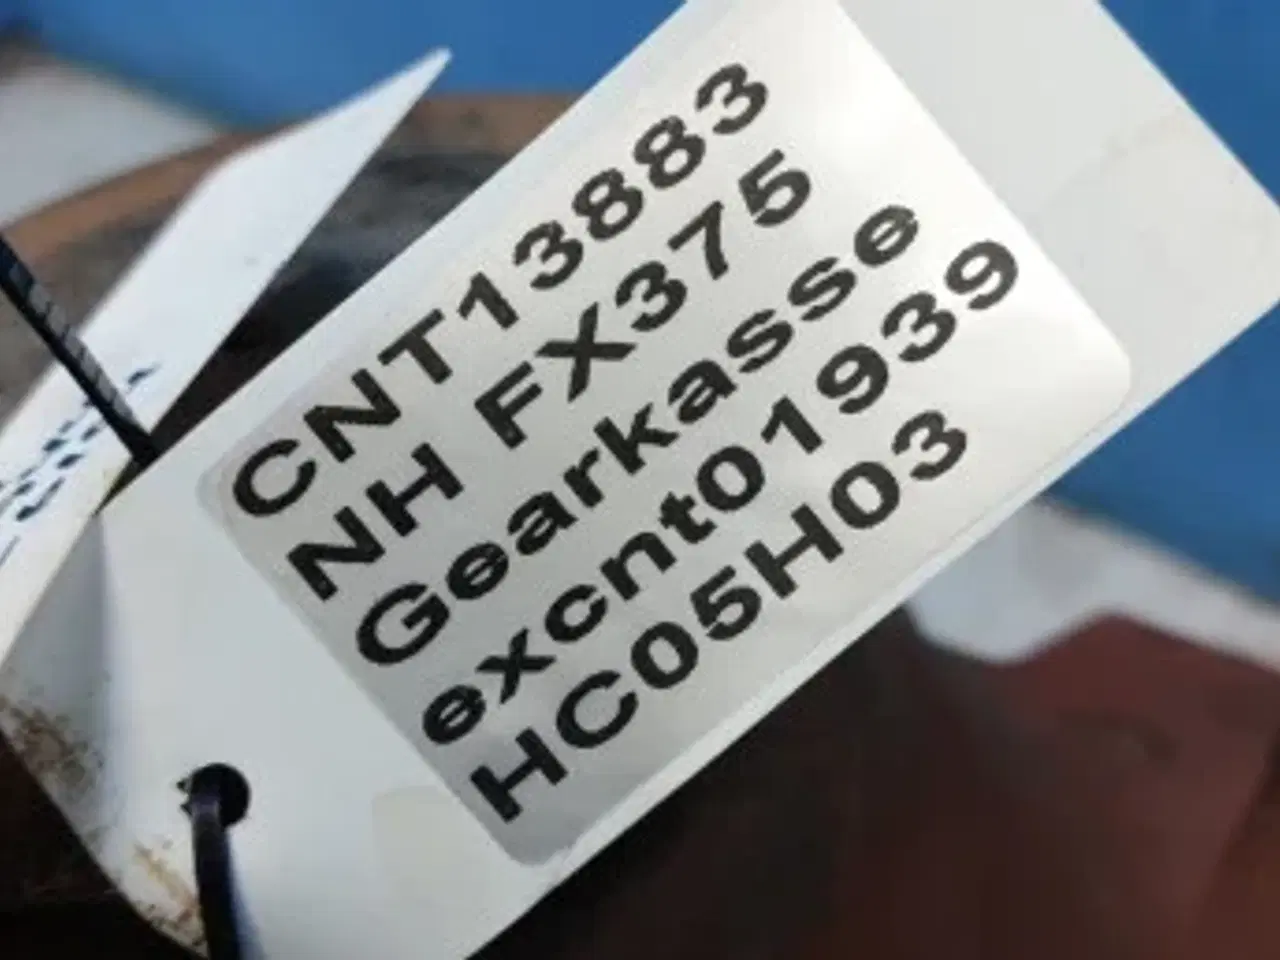 CNT13883
NH FX375
Gearkasse
excnt01939
HC05H03